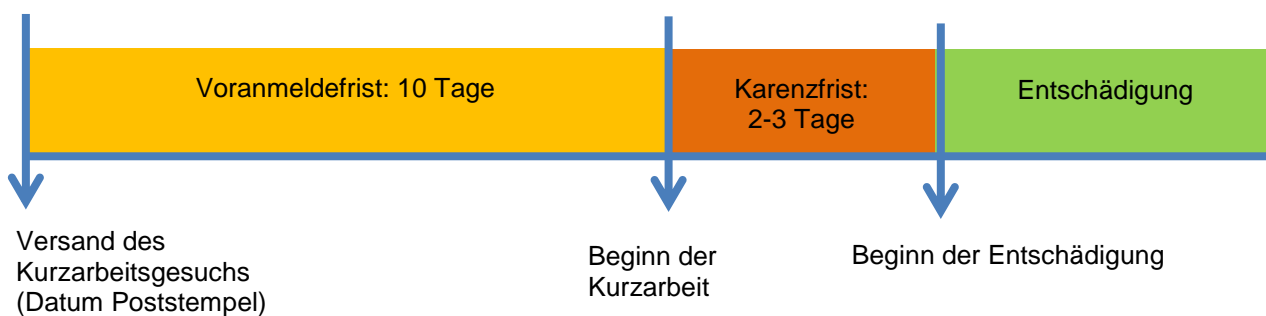 Voranmeldefrist: 10 Tage
Karenzfrist:
2-3 Tage
Entschädigung
Versand des
Kurzarbeitsgesuchs
(Datum Poststempel)
Beginn der
Kurzarbeit
Beginn der Entschädigung